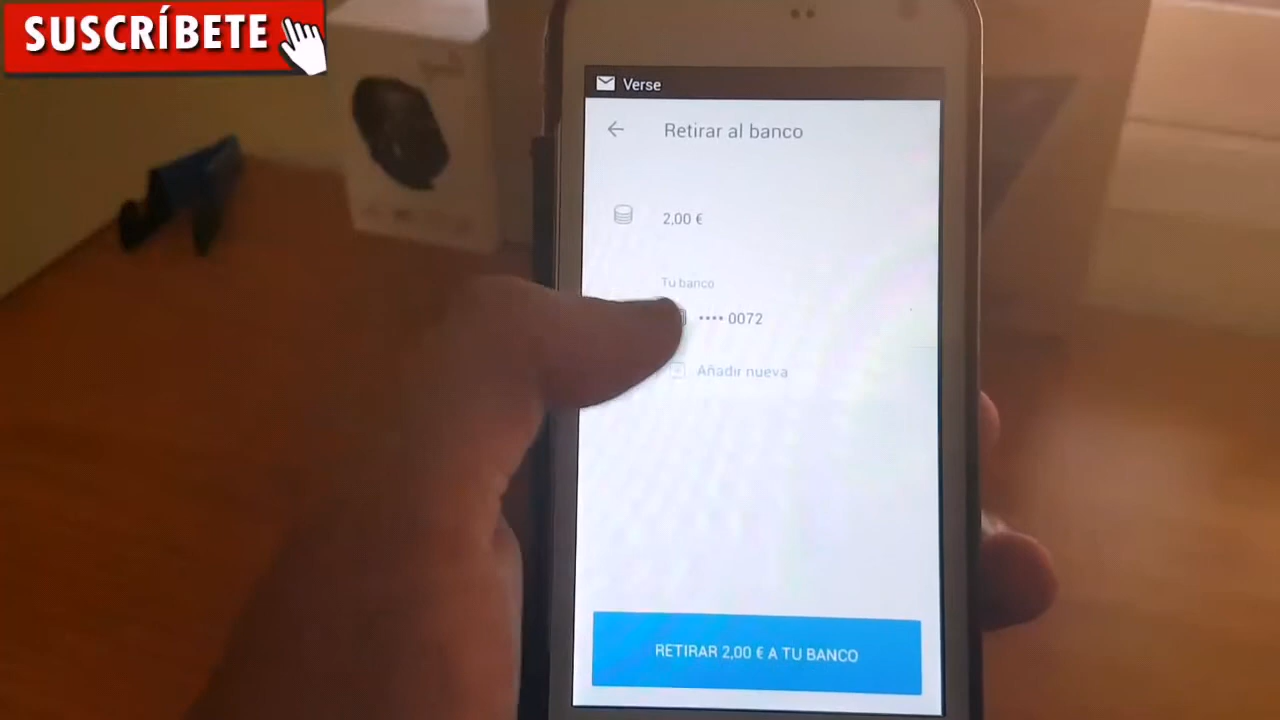 SUSCRÍBETE
Verse
Retirar al banco
2,00 €
Tu banco
•••• 0072
Añadir nueva
RETIRAR 2,00 € A TU BANCO